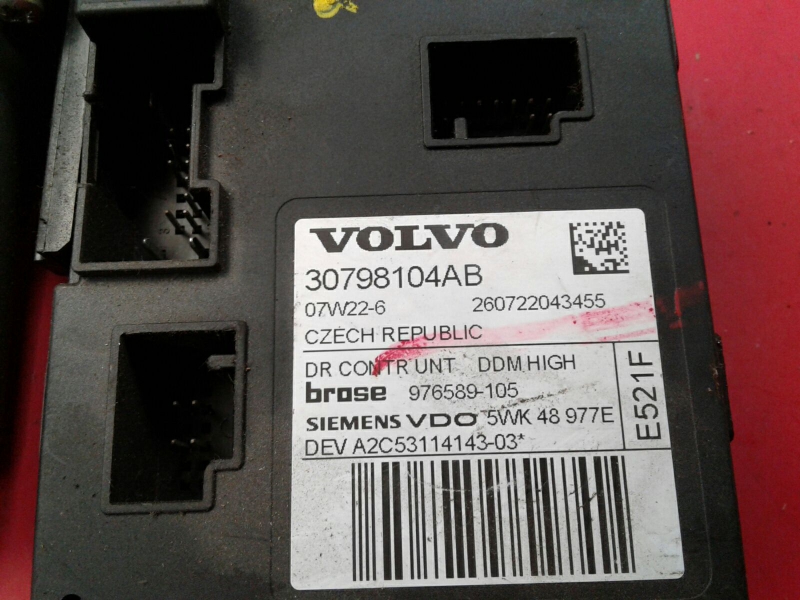 VOLVO
30798104AB
07W22-6 260722043455
CZECH REPUBLIC
DR CONTR UNT DDM HIGH
brose 976589-105
SIEMENS VDO 5WK 48 977E
DEV A2C53114143-03*
E521F